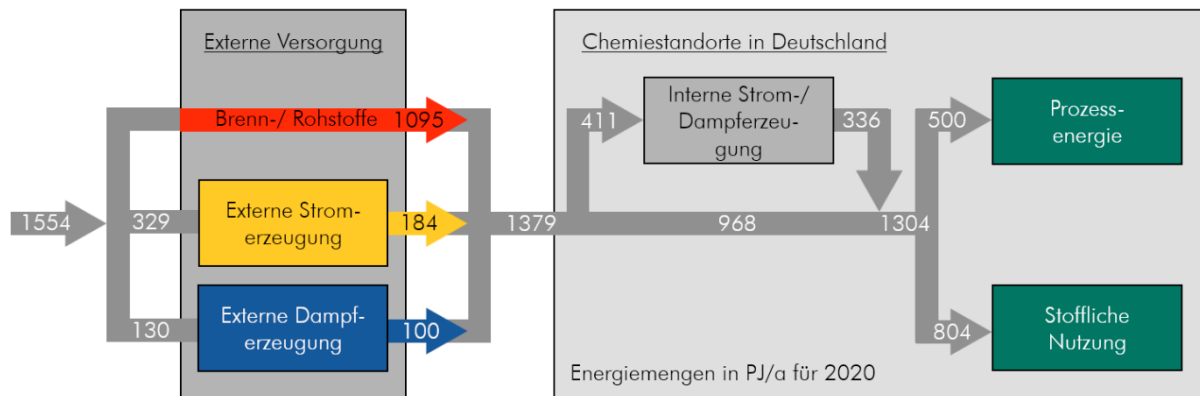 Externe Versorgung
Chemiestandorte in Deutschland
Brenn-/ Rohstoffe 1095
411
Interne Strom-/
Dampferzeu-
gung
336
500
Prozess-
energie
1554
329
Externe Strom-
erzeugung
184
1379
968
1304
130
Externe Dampf-
erzeugung
100
804
Stoffliche
Nutzung
Energiemengen in PJ/a für 2020